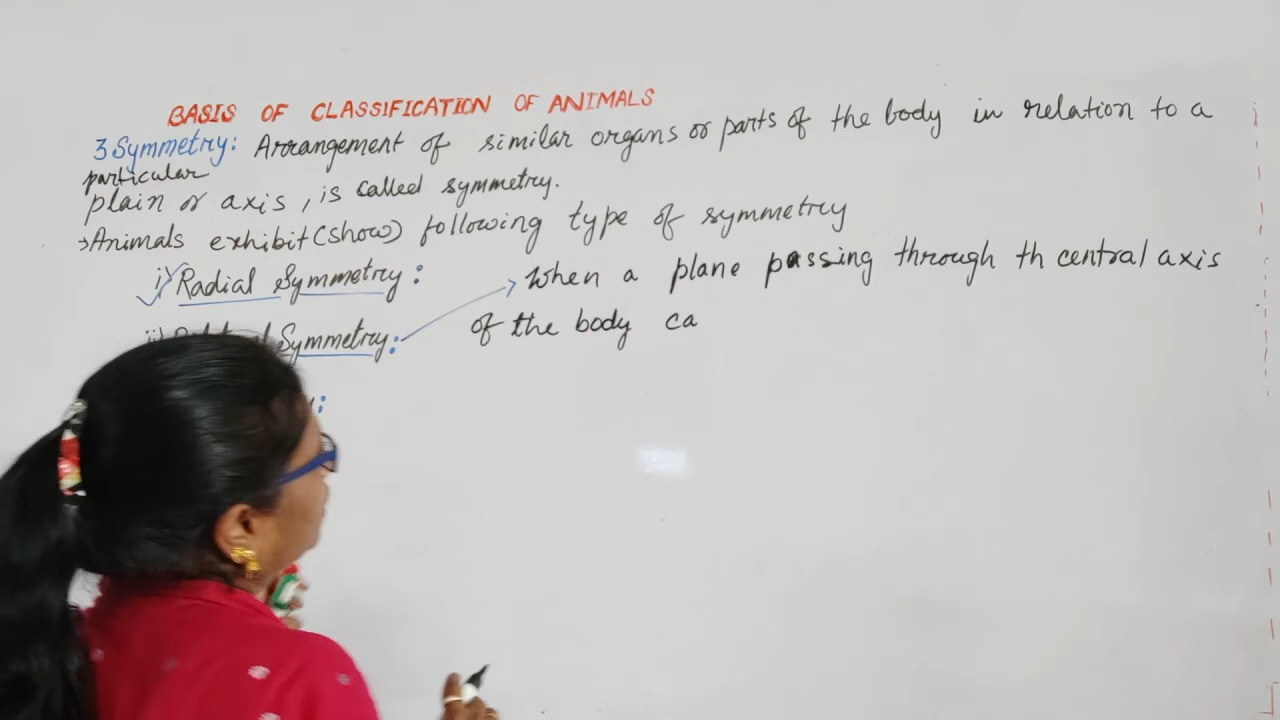 BASIS OF CLASSIFICATION OF ANIMALS
3 Symmetry: Arrangement of similar organs or parts of the body in relation to a
particular
plain or axis, is called symmetry.
→Animals exhibit (show) following type of symmetry
i) Radial Symmetry:
→ When a plane passing through th central axis
ii) Symmetry:
of the body ca